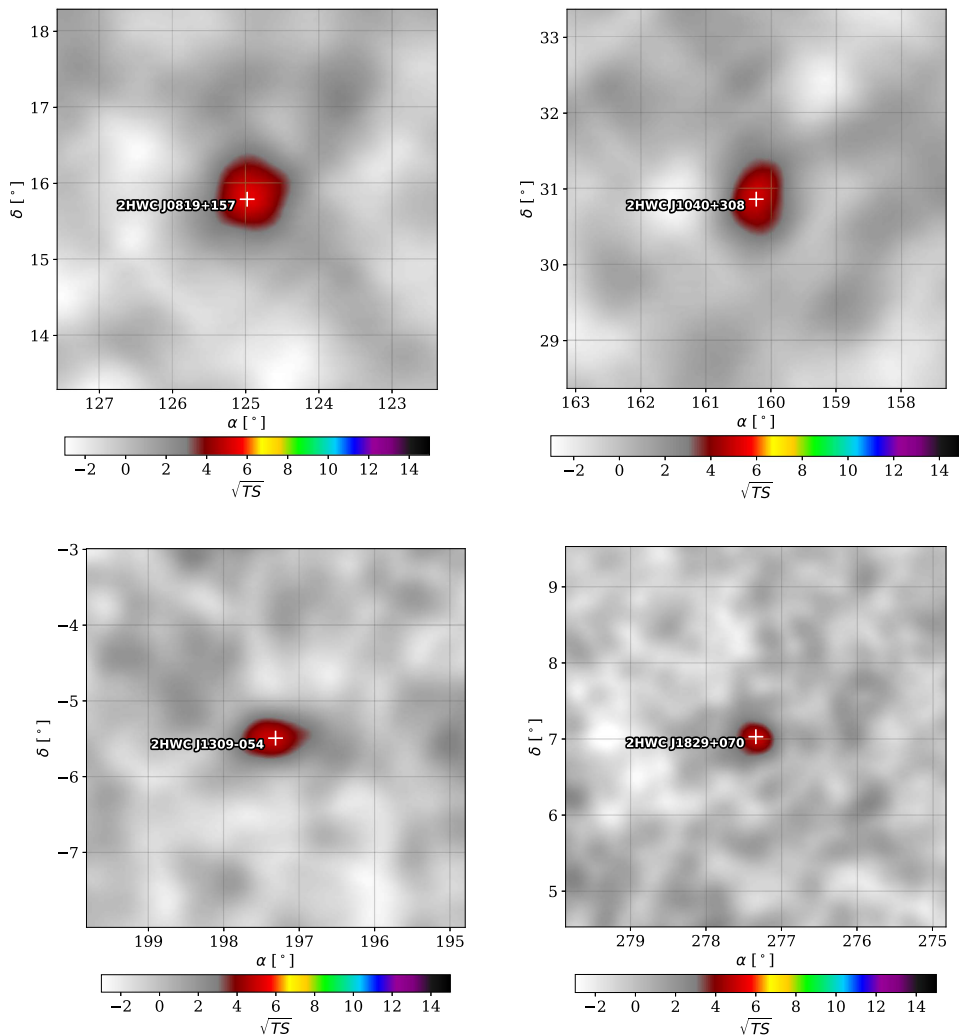 18
17
16
15
14
δ [°]
2HWC J0819+157
127 126 125 124 123
α [°]
−2 0 2 4 6 8 10 12 14
√TS
33
32
31
30
29
δ [°]
2HWC J1040+308
163 162 161 160 159 158
α [°]
−2 0 2 4 6 8 10 12 14
√TS
−3
−4
−5
−6
−7
δ [°]
2HWC J1309-054
199 198 197 196 195
α [°]
−2 0 2 4 6 8 10 12 14
√TS
9
8
7
6
5
δ [°]
2HWC J1829+070
279 278 277 276 275
α [°]
−2 0 2 4 6 8 10 12 14
√TS